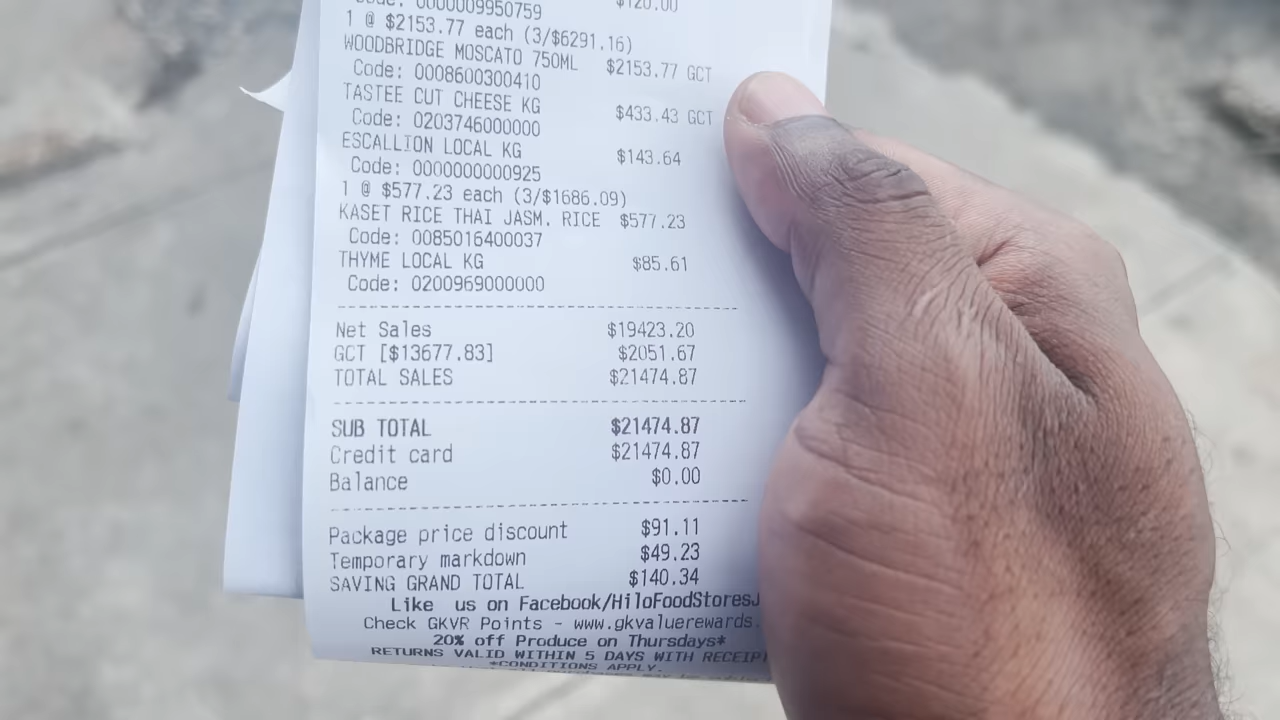 Code: 0000009950759 $120.00
1 @ $2153.77 each (3/$6291.16)
WOODBRIDGE MOSCATO 750ML $2153.77 GCT
Code: 0008600300410
TASTEE CUT CHEESE KG $433.43 GCT
Code: 0203746000000
ESCALLION LOCAL KG $143.64
Code: 0000000000925
1 @ $577.23 each (3/$1686.09)
KASET RICE THAI JASM. RICE $577.23
Code: 0085016400037
THYME LOCAL KG $85.61
Code: 0200969000000
Net Sales $19423.20
GCT [$13677.83] $2051.67
TOTAL SALES $21474.87
SUB TOTAL $21474.87
Credit card $21474.87
Balance $0.00
Package price discount $91.11
Temporary markdown $49.23
SAVING GRAND TOTAL $140.34
Like us on Facebook/HiloFoodStoresJ
Check GKVR Points - www.gkvaluerewards.
20% off Produce on Thursdays*
RETURNS VALID WITHIN 5 DAYS WITH RECEIPT
*CONDITIONS APPLY.